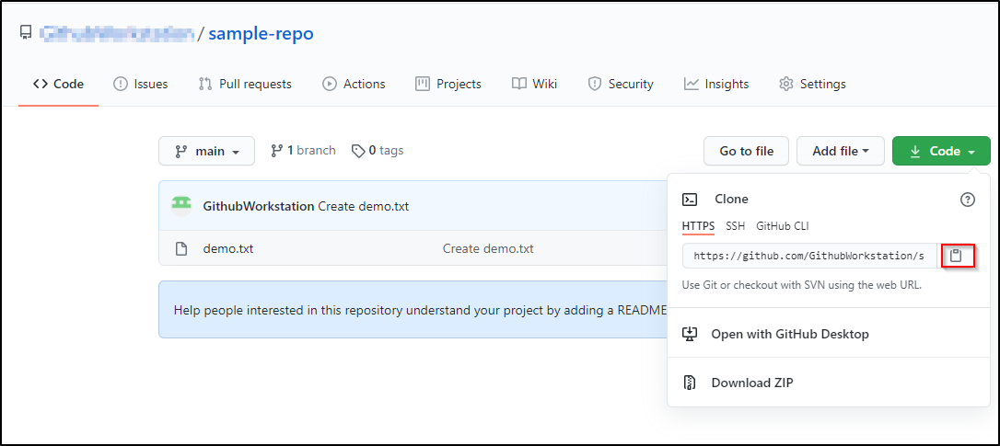 / sample-repo
Code Issues Pull requests Actions Projects Wiki Security Insights Settings
main 1 branch 0 tags Go to file Add file Code
GithubWorkstation Create demo.txt
demo.txt Create demo.txt
Help people interested in this repository understand your project by adding a README
Clone
HTTPS SSH GitHub CLI
https://github.com/GithubWorkstation/s
Use Git or checkout with SVN using the web URL.
Open with GitHub Desktop
Download ZIP